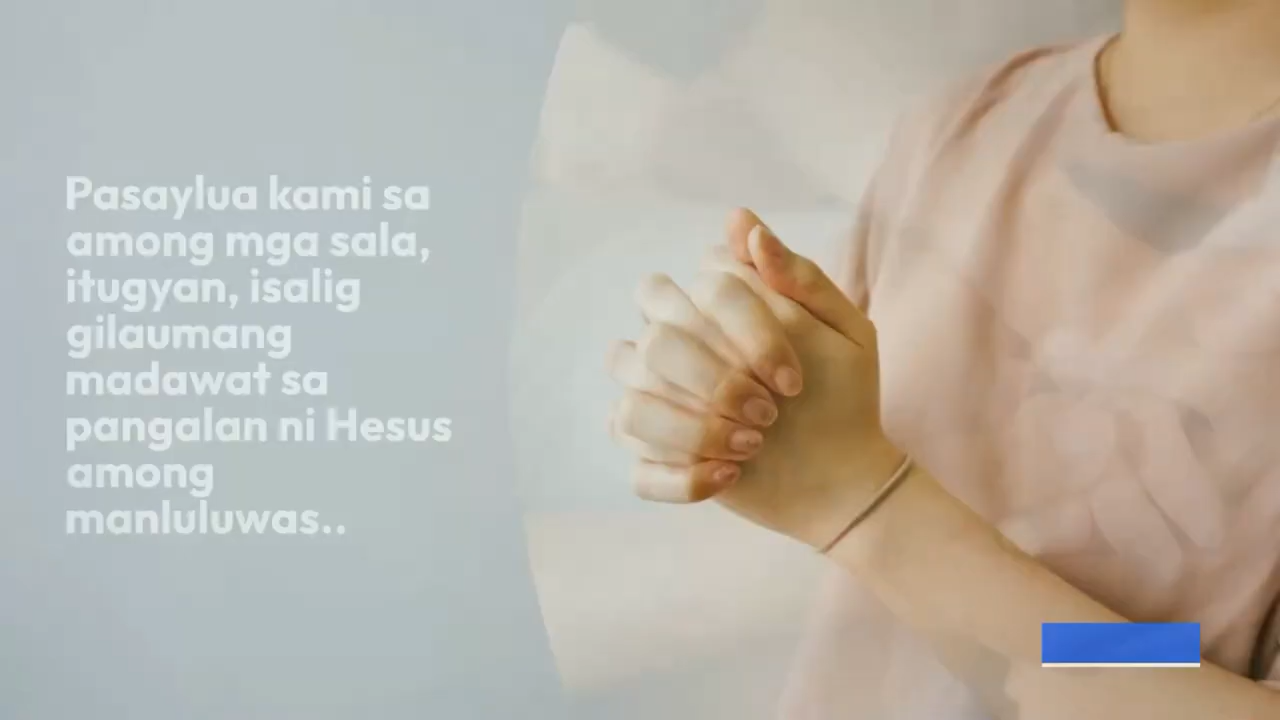 Pasaylua kami sa
among mga sala,
itugyan, isalig
gilaumang
madawat sa
pangalan ni Hesus
among
manluluwas..